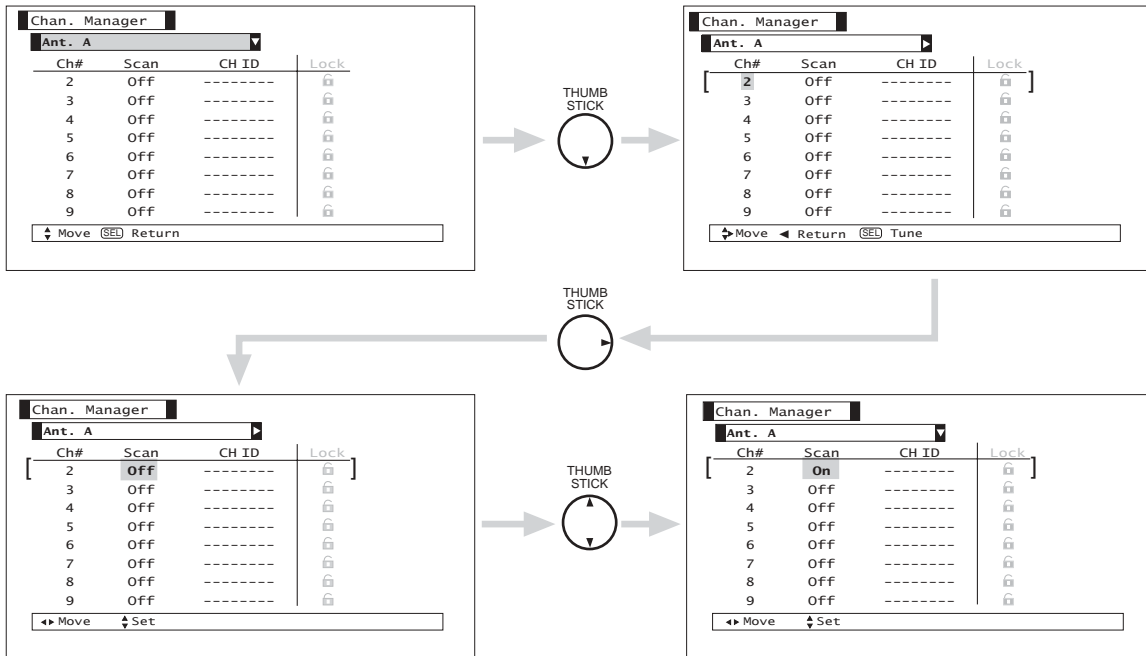 Chan. Manager
Ant. A
Ch# Scan CH ID Lock
2 Off --------
3 Off --------
4 Off --------
5 Off --------
6 Off --------
7 Off --------
8 Off --------
9 Off --------
Move SEL Return
THUMB
STICK
Chan. Manager
Ant. A
Ch# Scan CH ID Lock
[ 2 Off -------- ]
3 Off --------
4 Off --------
5 Off --------
6 Off --------
7 Off --------
8 Off --------
9 Off --------
Move Return SEL Tune
THUMB
STICK
Chan. Manager
Ant. A
Ch# Scan CH ID Lock
[ 2 Off -------- ]
3 Off --------
4 Off --------
5 Off --------
6 Off --------
7 Off --------
8 Off --------
9 Off --------
Move Set
THUMB
STICK
Chan. Manager
Ant. A
Ch# Scan CH ID Lock
[ 2 On -------- ]
3 Off --------
4 Off --------
5 Off --------
6 Off --------
7 Off --------
8 Off --------
9 Off --------
Move Set